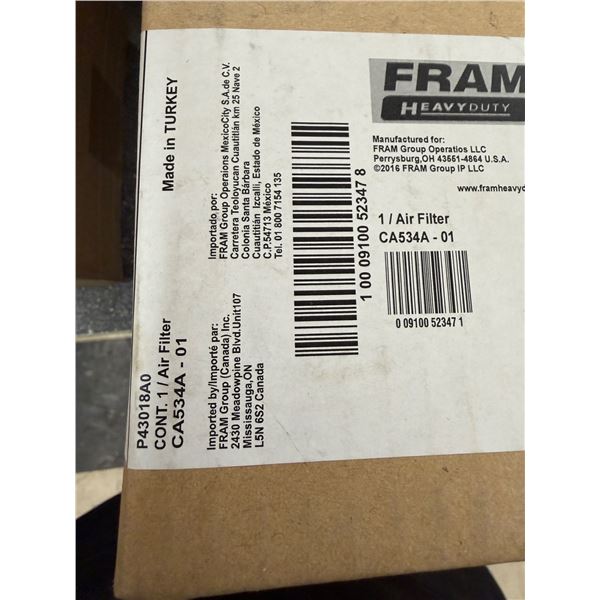 FRAM
HEAVY DUTY
Manufactured for:
FRAM Group Operatios LLC
Perrysburg,OH 43551-4864 U.S.A.
©2016 FRAM Group IP LLC
www.framheavyd
1 / Air Filter
CA534A - 01
0 09100 52347 1
1 00 09100 52347 8
Made in TURKEY
Importado por:
FRAM Group Operaions MexicoCity S.A.de C.V.
Carretera Teoloyucan Cuautitlán km 25 Nave 2
Colonia Santa Bárbara
Cuautitlán Izcalli, Estado de México
C.P.54713 México
Tel. 01 800 7154 135
P43018A0
CONT. 1 / Air Filter
CA534A - 01
Imported by/Importé par:
FRAM Group (Canada) Inc.
2430 Meadowpine Blvd.Unit107
Mississauga,ON
L5N 6S2 Canada